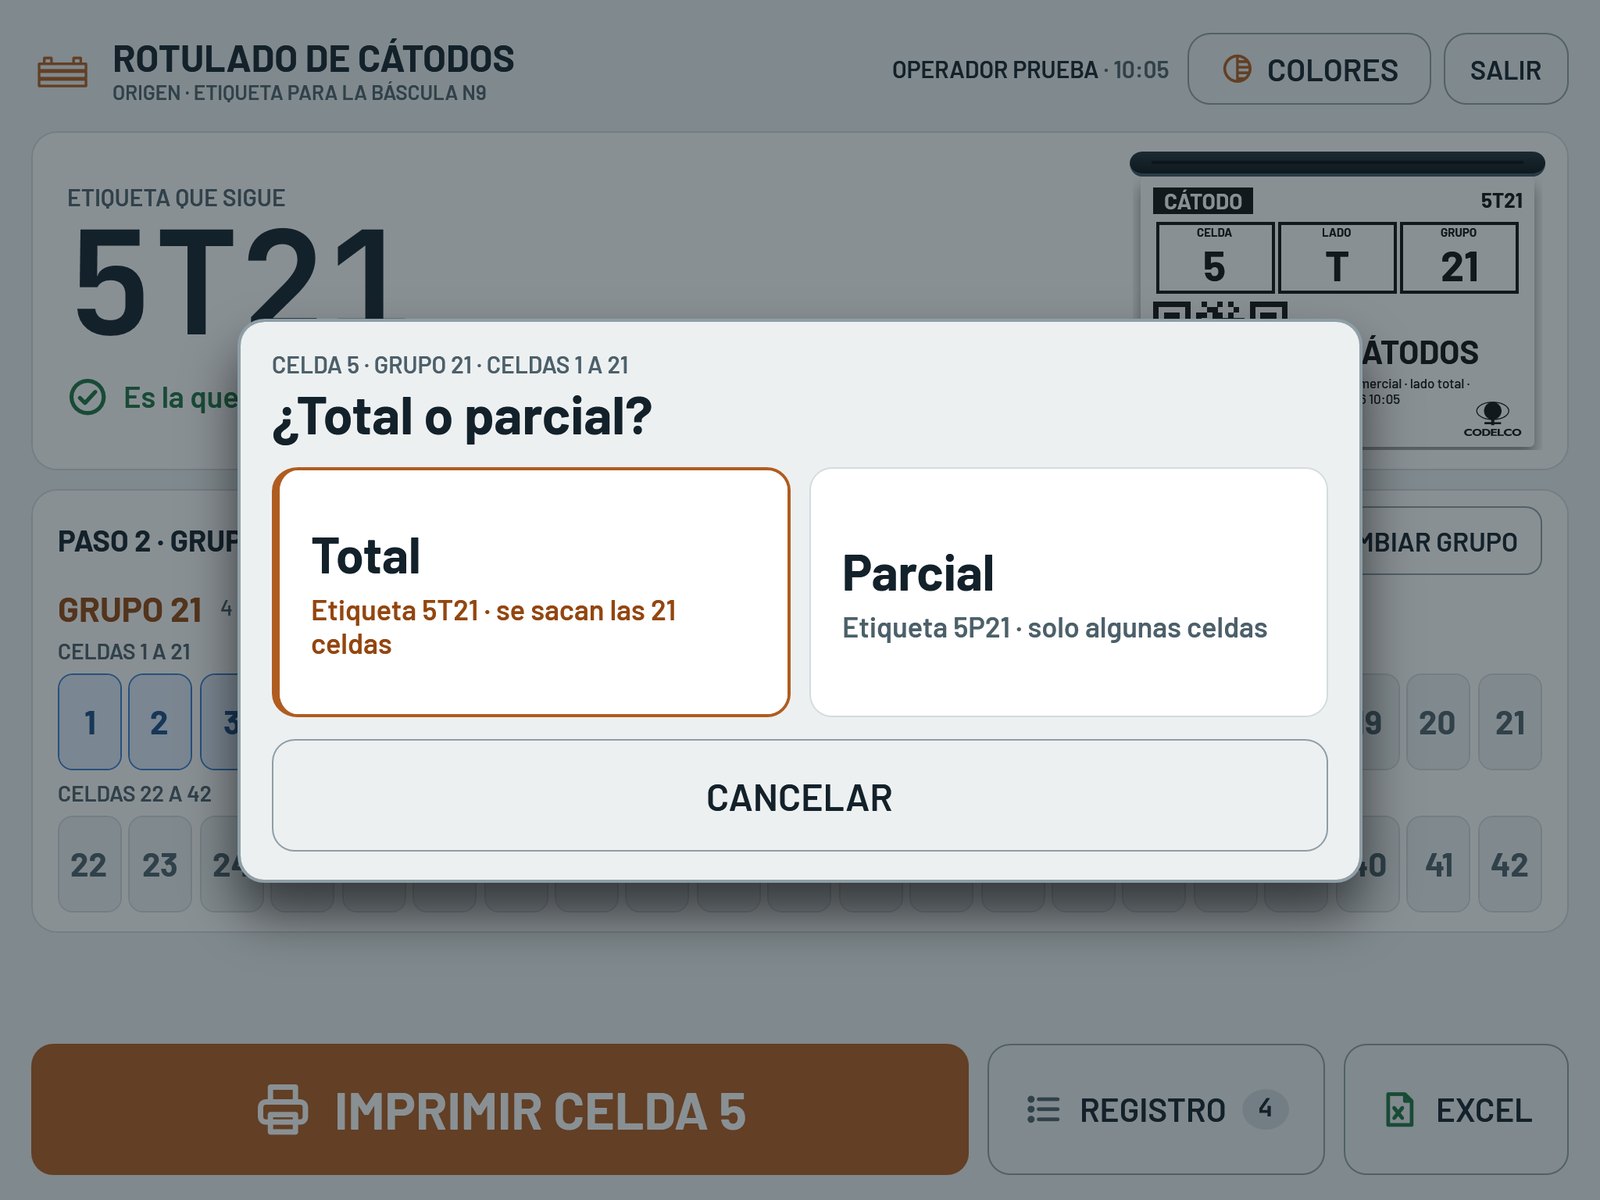 ROTULADO DE CÁTODOS
ORIGEN · ETIQUETA PARA LA BÁSCULA N9
OPERADOR PRUEBA · 10:05
COLORES
SALIR
ETIQUETA QUE SIGUE
5T21
Es la que
CÁTODO
5T21
CELDA
LADO
GRUPO
5
T
21
lado total ·
10:05
CODELCO
CELDA 5 · GRUPO 21 · CELDAS 1 A 21
¿Total o parcial?
Total
Etiqueta 5T21 · se sacan las 21
celdas
Parcial
Etiqueta 5P21 · solo algunas celdas
CANCELAR
PASO 2 ·
GRUPO
GRUPO 21
4
CELDAS 1 A 21
1 2 3 20 21
CELDAS 22 A 42
22 23 24 40 41 42
IMPRIMIR CELDA 5
REGISTRO 4
EXCEL